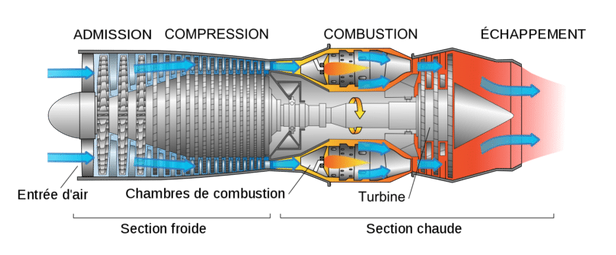 ADMISSION
COMPRESSION
COMBUSTION
ÉCHAPPEMENT
Entrée d'air
Chambres de combustion
Turbine
Section froide
Section chaude